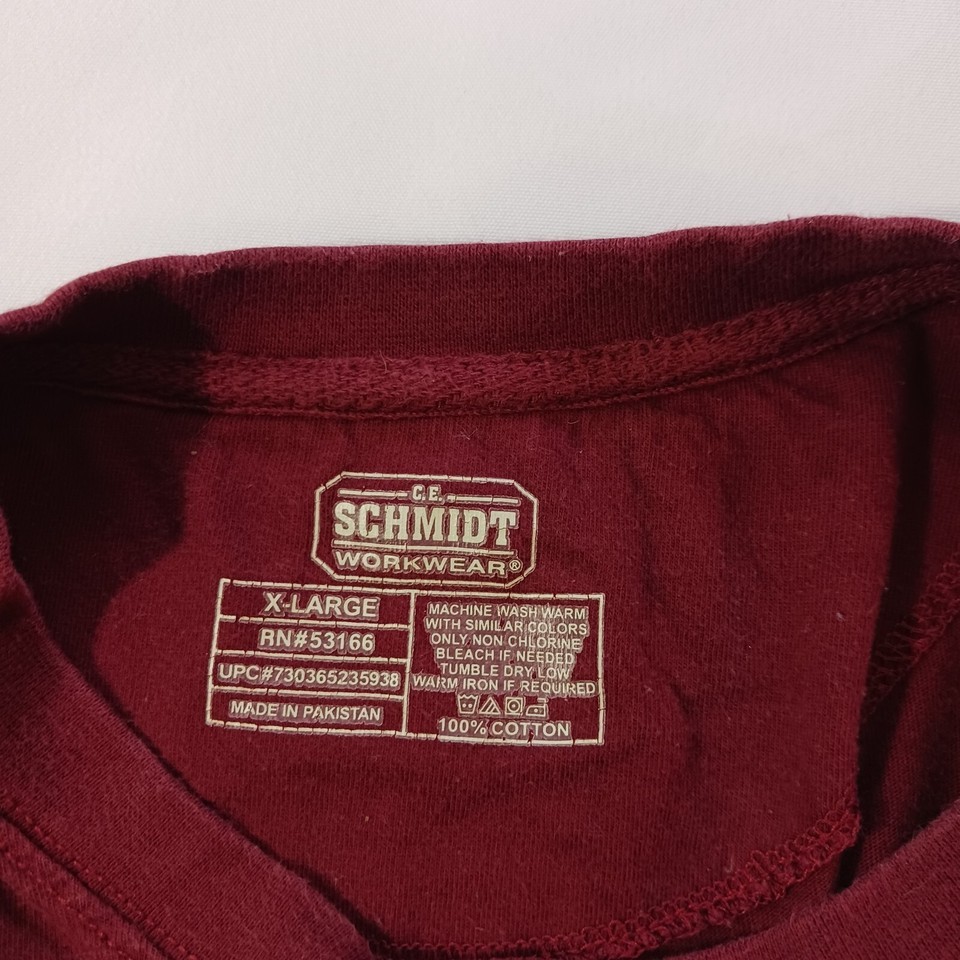 C.E.
SCHMIDT
WORKWEAR®
X-LARGE
RN#53166
UPC#730365235938
MADE IN PAKISTAN
MACHINE WASH WARM
WITH SIMILAR COLORS
ONLY, NON CHLORINE
BLEACH IF NEEDED
TUMBLE DRY LOW
WARM IRON IF REQUIRED
100% COTTON